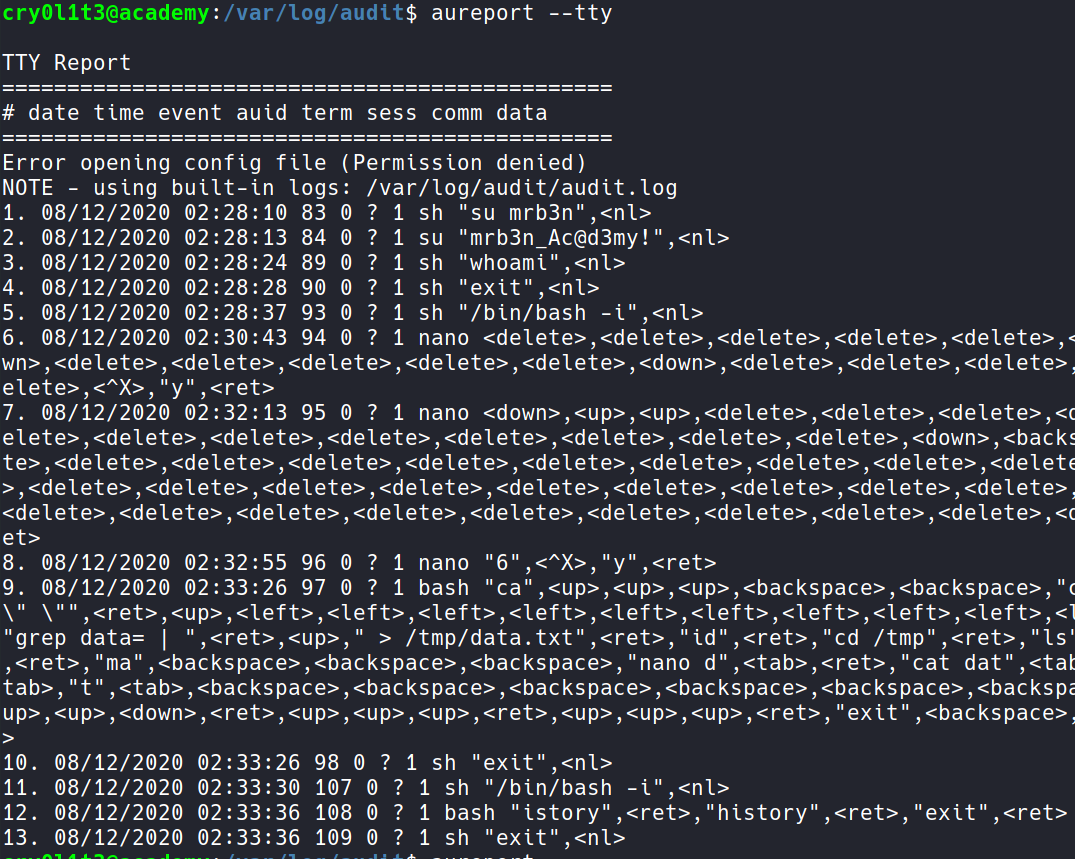 cry0l1t3@academy:/var/log/audit$ aureport --tty
TTY Report
===============================================
# date time event auid term sess comm data
===============================================
Error opening config file (Permission denied)
NOTE - using built-in logs: /var/log/audit/audit.log
1. 08/12/2020 02:28:10 83 0 ? 1 sh "su mrb3n",<nl>
2. 08/12/2020 02:28:13 84 0 ? 1 su "mrb3n_Ac@d3my!",<nl>
3. 08/12/2020 02:28:24 89 0 ? 1 sh "whoami",<nl>
4. 08/12/2020 02:28:28 90 0 ? 1 sh "exit",<nl>
5. 08/12/2020 02:28:37 93 0 ? 1 sh "/bin/bash -i",<nl>
6. 08/12/2020 02:30:43 94 0 ? 1 nano <delete>,<delete>,<delete>,<delete>,<delete>,<
wn>,<delete>,<delete>,<delete>,<delete>,<delete>,<down>,<delete>,<delete>,<delete>,
elete>,<^X>,"y",<ret>
7. 08/12/2020 02:32:13 95 0 ? 1 nano <down>,<up>,<up>,<delete>,<delete>,<delete>,<d
elete>,<delete>,<delete>,<delete>,<delete>,<delete>,<delete>,<delete>,<down>,<backs
te>,<delete>,<delete>,<delete>,<delete>,<delete>,<delete>,<delete>,<delete>,<delete
>,<delete>,<delete>,<delete>,<delete>,<delete>,<delete>,<delete>,<delete>,<delete>,
<delete>,<delete>,<delete>,<delete>,<delete>,<delete>,<delete>,<delete>,<delete>,<d
et>
8. 08/12/2020 02:32:55 96 0 ? 1 nano "6",<^X>,"y",<ret>
9. 08/12/2020 02:33:26 97 0 ? 1 bash "ca",<up>,<up>,<up>,<backspace>,<backspace>,"c
\" \"",<ret>,<up>,<left>,<left>,<left>,<left>,<left>,<left>,<left>,<left>,<left>,<l
"grep data= | ",<ret>,<up>," > /tmp/data.txt",<ret>,"id",<ret>,"cd /tmp",<ret>,"ls"
,<ret>,"ma",<backspace>,<backspace>,<backspace>,"nano d",<tab>,<ret>,"cat dat",<tab
tab>,"t",<tab>,<backspace>,<backspace>,<backspace>,<backspace>,<backspace>,<backspa
up>,<up>,<down>,<ret>,<up>,<up>,<up>,<ret>,<up>,<up>,<up>,<ret>,"exit",<backspace>,
>
10. 08/12/2020 02:33:26 98 0 ? 1 sh "exit",<nl>
11. 08/12/2020 02:33:30 107 0 ? 1 sh "/bin/bash -i",<nl>
12. 08/12/2020 02:33:36 108 0 ? 1 bash "istory",<ret>,"history",<ret>,"exit",<ret>
13. 08/12/2020 02:33:36 109 0 ? 1 sh "exit",<nl>
cry0l1t3@academy:/var/log/audit$ aureport